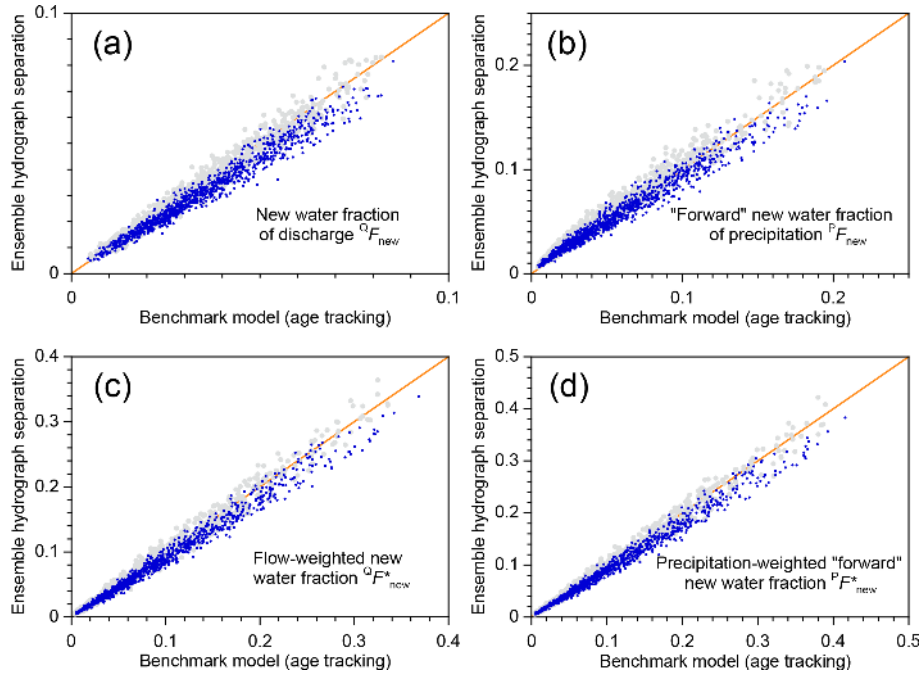 0.1
(a)
Ensemble hydrograph separation
New water fraction
of discharge QFnew
0
0
0.1
Benchmark model (age tracking)
(b)
0.2
0.1
0
Ensemble hydrograph separation
"Forward" new water fraction
of precipitation PFnew
0
0.1
0.2
Benchmark model (age tracking)
0.4
(c)
0.3
0.2
0.1
0
Ensemble hydrograph separation
Flow-weighted new
water fraction QF*new
0
0.1
0.2
0.3
0.4
Benchmark model (age tracking)
0.5
(d)
0.4
0.3
0.2
0.1
0
Ensemble hydrograph separation
Precipitation-weighted "forward"
new water fraction PF*new
0
0.1
0.2
0.3
0.4
0.5
Benchmark model (age tracking)